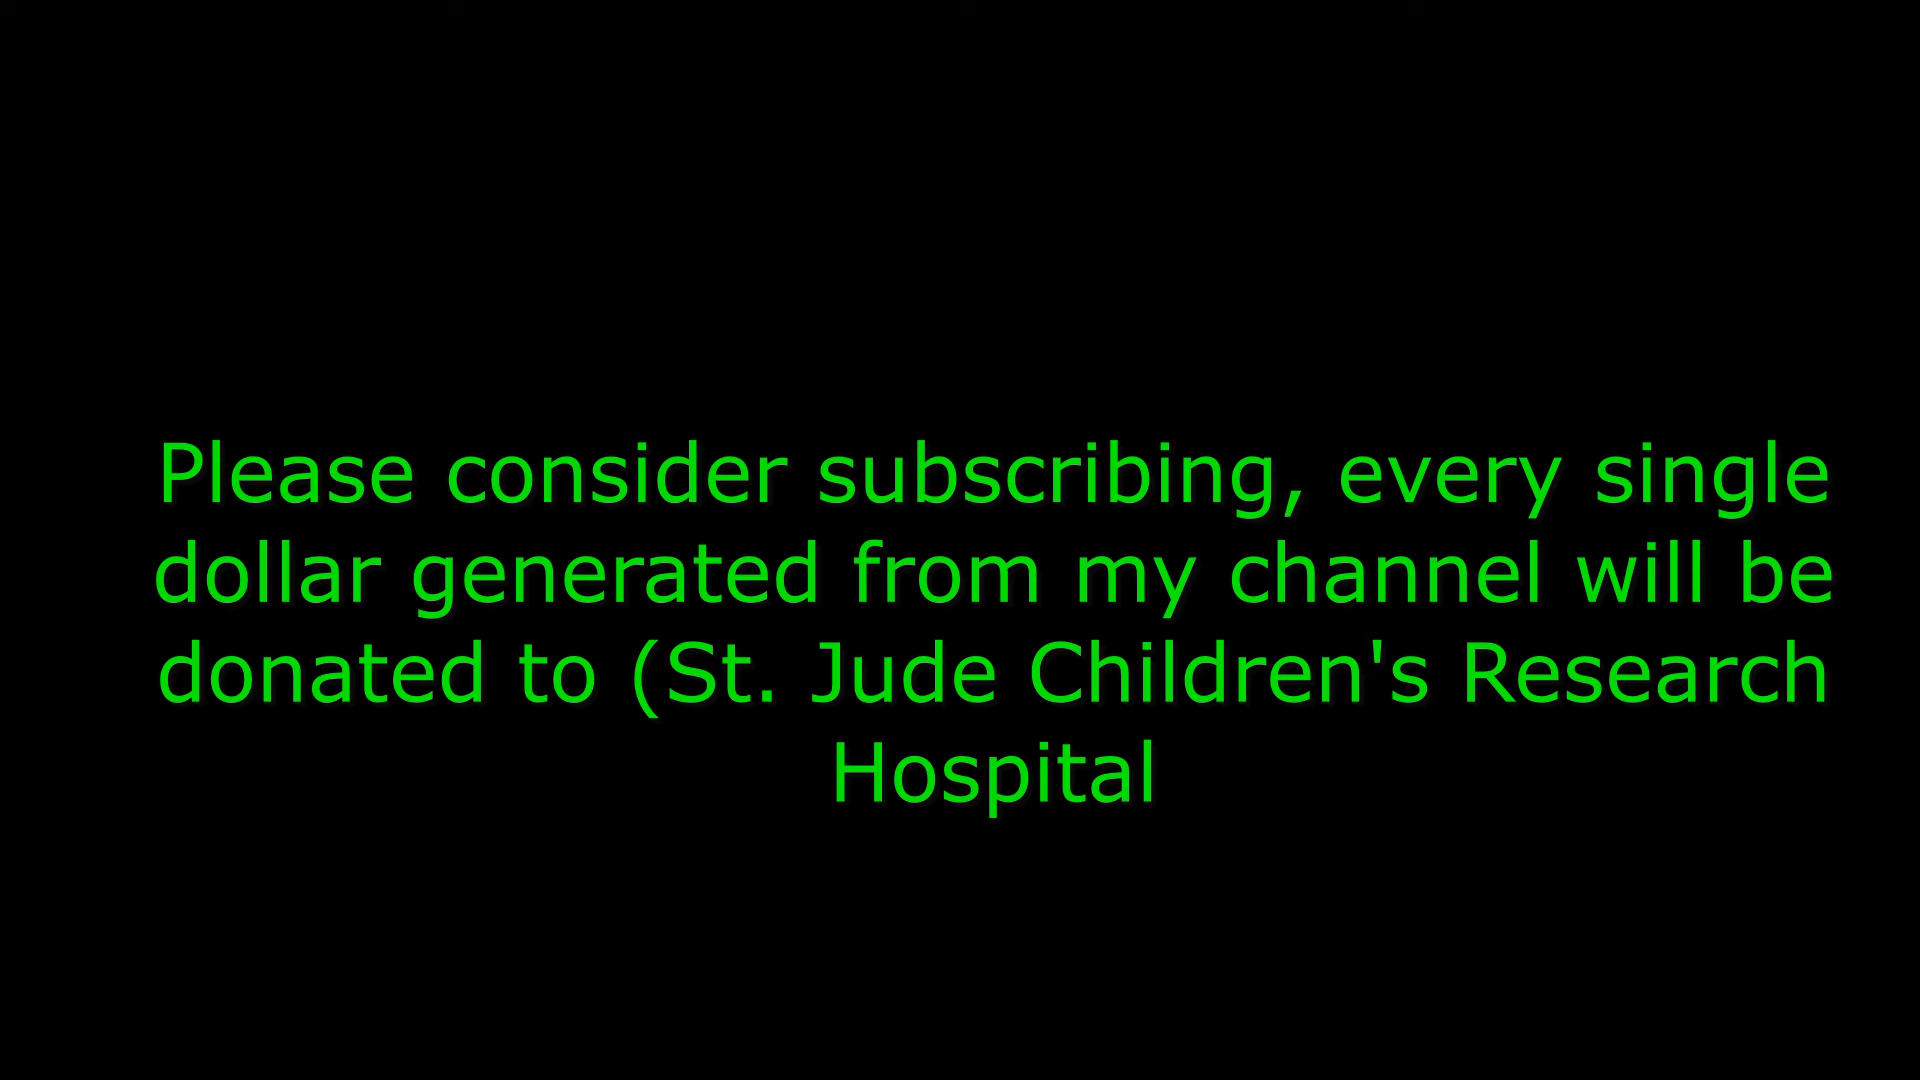 Please consider subscribing, every single
dollar generated from my channel will be
donated to (St. Jude Children's Research
Hospital